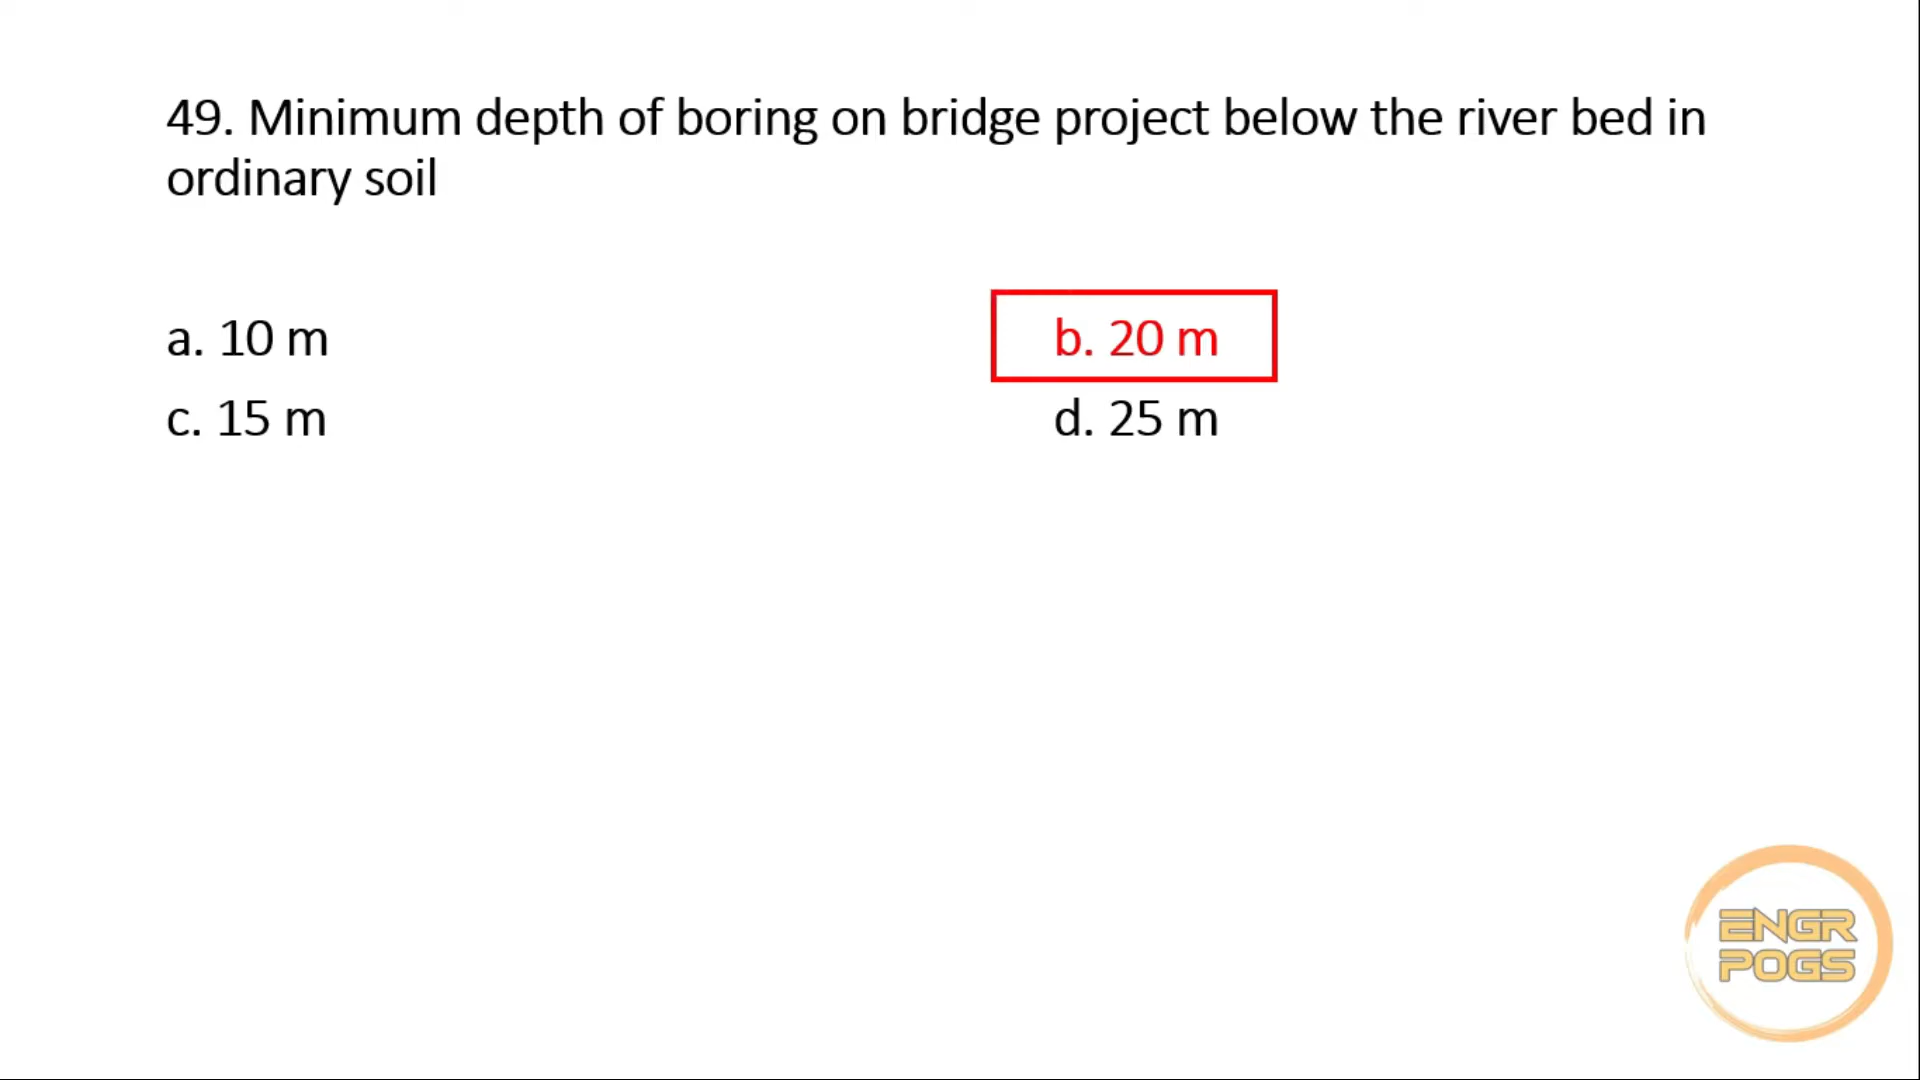 49. Minimum depth of boring on bridge project below the river bed in
ordinary soil
a. 10 m
b. 20 m
c. 15 m
d. 25 m
ENGR
POGS